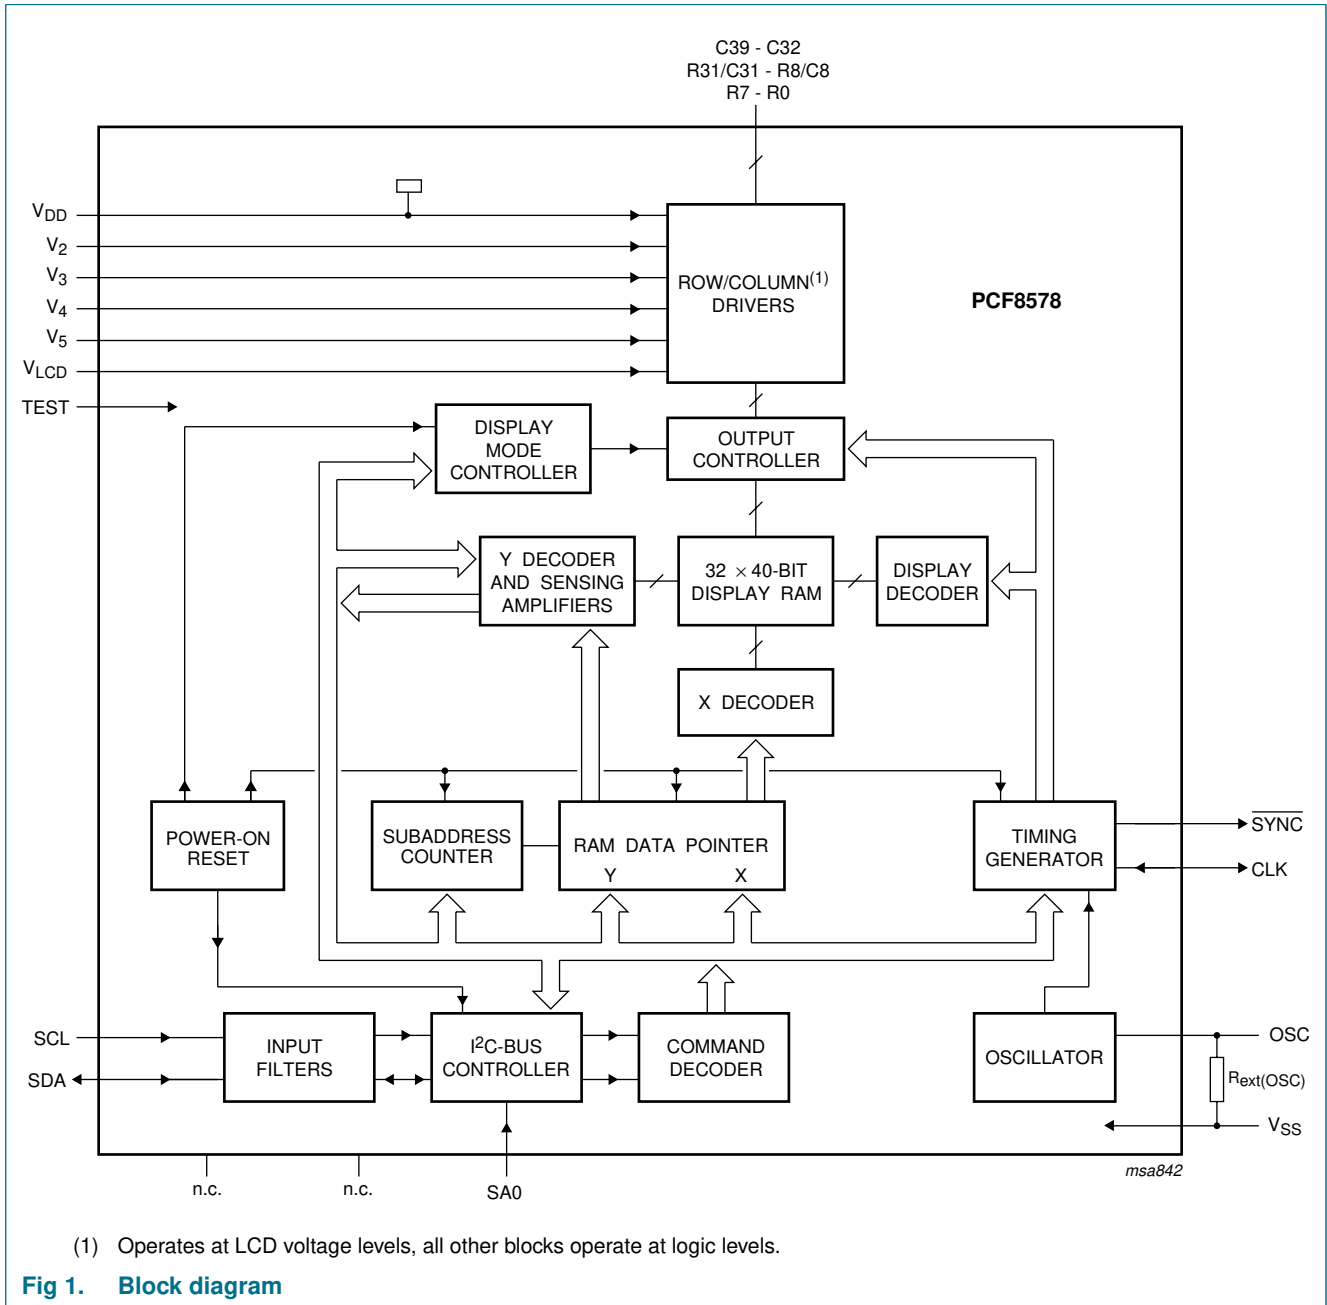 C39 - C32
R31/C31 - R8/C8
R7 - R0
VDD
V2
V3
V4
V5
VLCD
TEST
ROW/COLUMN(1)
DRIVERS
PCF8578
DISPLAY
MODE
CONTROLLER
OUTPUT
CONTROLLER
Y DECODER
AND SENSING
AMPLIFIERS
32 × 40-BIT
DISPLAY RAM
DISPLAY
DECODER
X DECODER
POWER-ON
RESET
SUBADDRESS
COUNTER
RAM DATA POINTER
Y X
TIMING
GENERATOR
SYNC
CLK
SCL
SDA
INPUT
FILTERS
I2C-BUS
CONTROLLER
COMMAND
DECODER
OSCILLATOR
OSC
Rext(OSC)
VSS
msa842
n.c.
n.c.
SA0
(1) Operates at LCD voltage levels, all other blocks operate at logic levels.
Fig 1. Block diagram